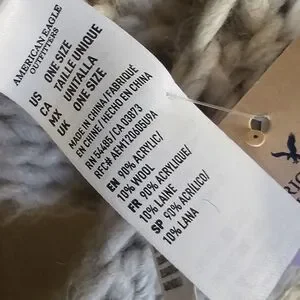 AMERICAN EAGLE
OUTFITTERS
US ONE SIZE
CA TAILLE UNIQUE
MX UNITALLA
UK ONE SIZE
MADE IN CHINA / FABRIQUÉ
EN CHINE / HECHO EN CHINA
RN 54485 / CA 03873
EN 90% ACRYLIC/
10% WOOL
FR 90% ACRYLIQUE/
10% LAINE
SP 90% ACRÍLICO/
10% LANA